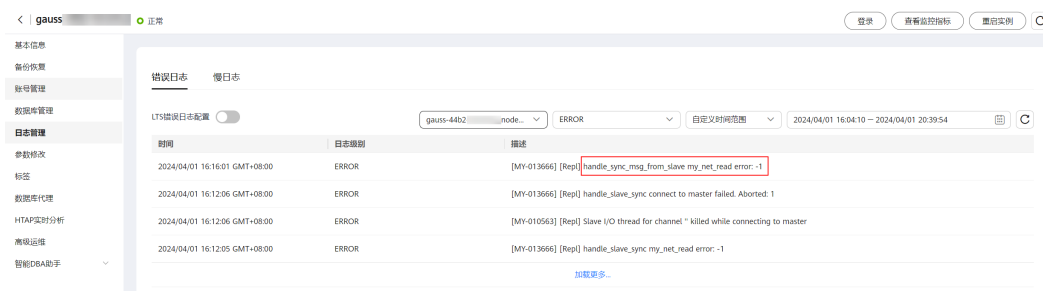 gauss
正常
登录
查看监控指标
重启实例
基本信息
备份恢复
账号管理
数据库管理
日志管理
参数修改
标签
数据库代理
HTAP实时分析
高级运维
智能DBA助手
错误日志 慢日志
LTS错误日志配置
gauss-44b2 _node...
ERROR
自定义时间范围
2024/04/01 16:04:10 — 2024/04/01 20:39:54
时间 日志级别 描述
2024/04/01 16:16:01 GMT+08:00 ERROR [MY-013666] [Repl] handle_sync_msg_from_slave my_net_read error: -1
2024/04/01 16:12:06 GMT+08:00 ERROR [MY-013666] [Repl] handle_slave_sync connect to master failed. Aborted: 1
2024/04/01 16:12:06 GMT+08:00 ERROR [MY-010563] [Repl] Slave I/O thread for channel '' killed while connecting to master
2024/04/01 16:12:05 GMT+08:00 ERROR [MY-013666] [Repl] handle_slave_sync my_net_read error: -1
加载更多...